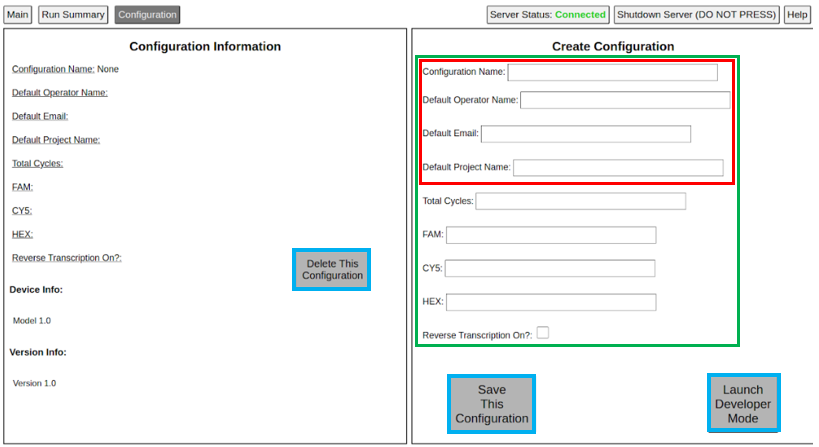 Main Run Summary Configuration Server Status: Connected Shutdown Server (DO NOT PRESS) Help
Configuration Information
Configuration Name: None
Default Operator Name:
Default Email:
Default Project Name:
Total Cycles:
FAM:
CY5:
HEX:
Reverse Transcription On?:
Delete This
Configuration
Device Info:
Model 1.0
Version Info:
Version 1.0
Create Configuration
Configuration Name:
Default Operator Name:
Default Email:
Default Project Name:
Total Cycles:
FAM:
CY5:
HEX:
Reverse Transcription On?:
Save
This
Configuration
Launch
Developer
Mode